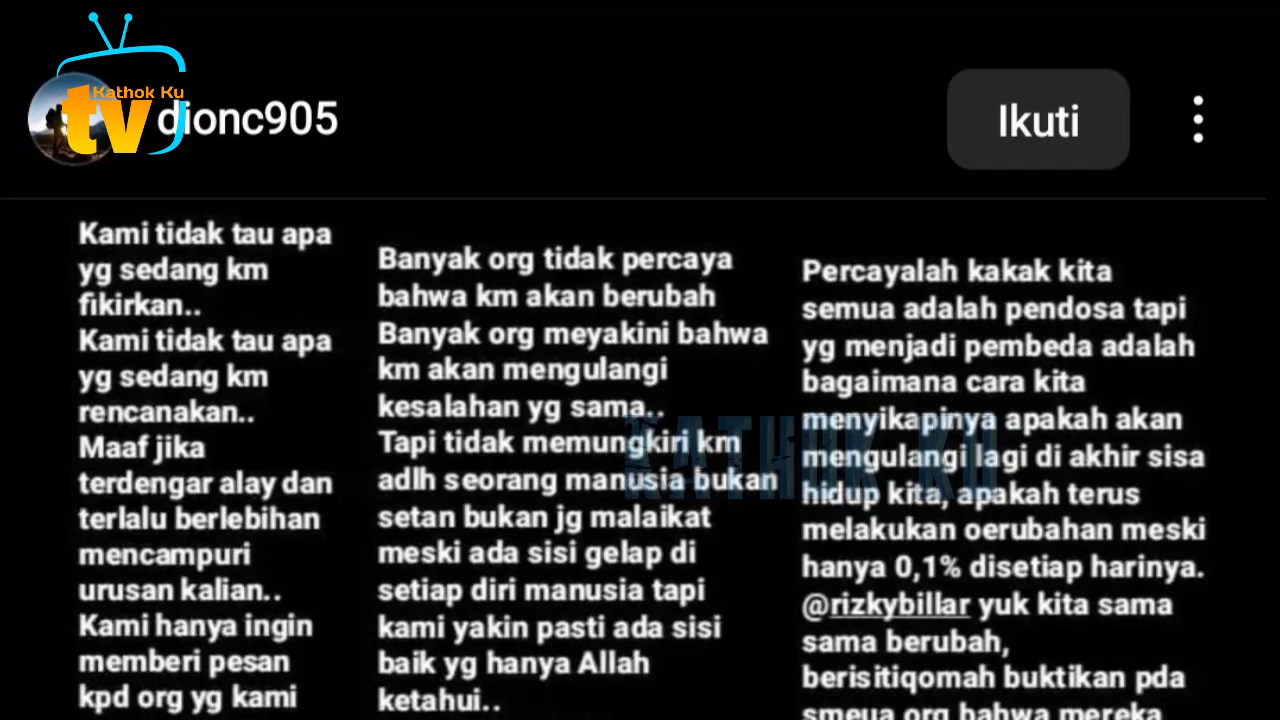 Kathok Ku
tv
dionc905
Ikuti
Kami tidak tau apa
yg sedang km
fikirkan..
Kami tidak tau apa
yg sedang km
rencanakan..
Maaf jika
terdengar alay dan
terlalu berlebihan
mencampuri
urusan kalian..
Kami hanya ingin
memberi pesan
kpd org yg kami
Banyak org tidak percaya
bahwa km akan berubah
Banyak org meyakini bahwa
km akan mengulangi
kesalahan yg sama..
Tapi tidak memungkiri km
adlh seorang manusia bukan
setan bukan jg malaikat
meski ada sisi gelap di
setiap diri manusia tapi
kami yakin pasti ada sisi
baik yg hanya Allah
ketahui..
Percayalah kakak kita
semua adalah pendosa tapi
yg menjadi pembeda adalah
bagaimana cara kita
menyikapinya apakah akan
mengulangi lagi di akhir sisa
hidup kita, apakah terus
melakukan oerubahan meski
hanya 0,1% disetiap harinya.
@rizkybillar yuk kita sama
sama berubah,
berisitiqomah buktikan pda
smeua org bahwa mereka
KATHOK KU